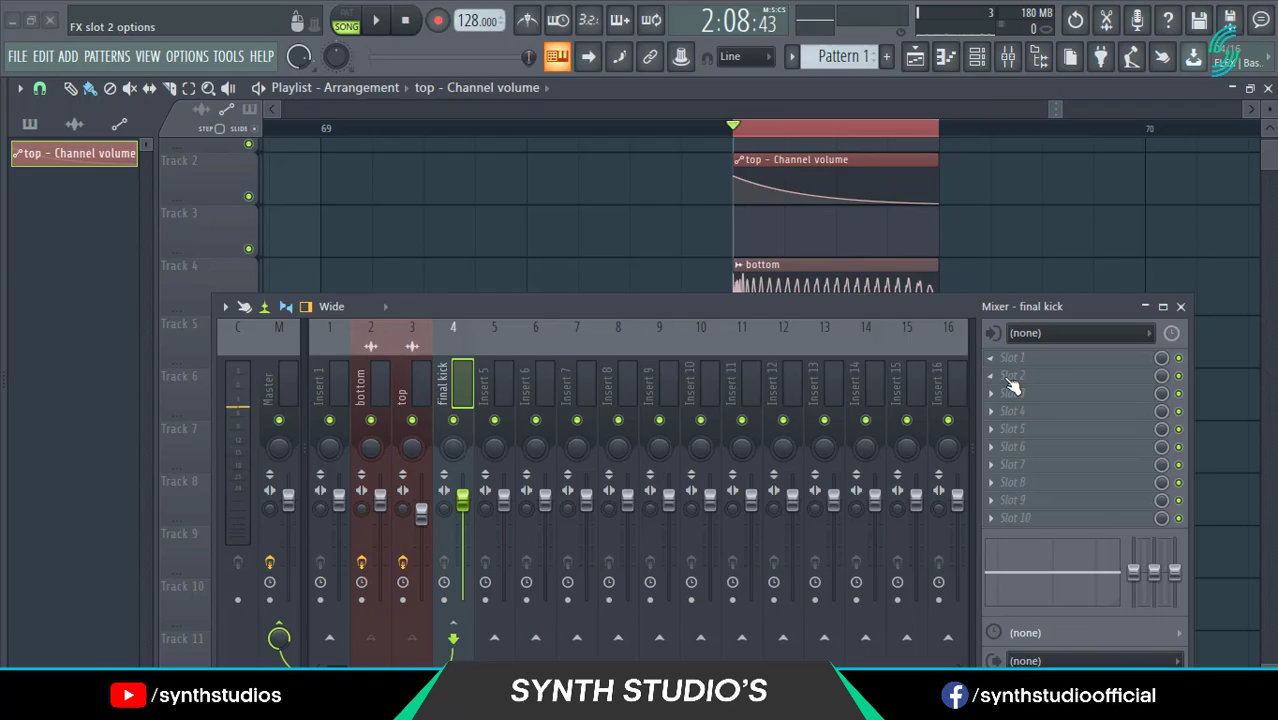 FX slot 2 options
PAT
SONG
128.000
3 2 .
2:08:43
M:S:CS
3
180 MB
0
FILE EDIT ADD PATTERNS VIEW OPTIONS TOOLS HELP
Line
Pattern 1
+
FLEX | Bas..
Playlist - Arrangement
top - Channel volume
STEP
SLIDE
69
70
top - Channel volume
Track 2
top - Channel volume
Track 3
Track 4
bottom
Track 5
Track 6
Track 7
Track 8
Track 9
Track 10
Track 11
Wide
Mixer - final kick
C
M
1
2
3
4
5
6
7
8
9
10
11
12
13
14
15
16
Master
Insert 1
bottom
top
final kick
Insert 5
Insert 6
Insert 7
Insert 8
Insert 9
Insert 10
Insert 11
Insert 12
Insert 13
Insert 14
Insert 15
Insert 16
(none)
Slot 1
Slot 2
Slot 4
Slot 5
Slot 6
Slot 7
Slot 8
Slot 9
Slot 10
(none)
(none)
/synthstudios
SYNTH STUDIO'S
/synthstudioofficial